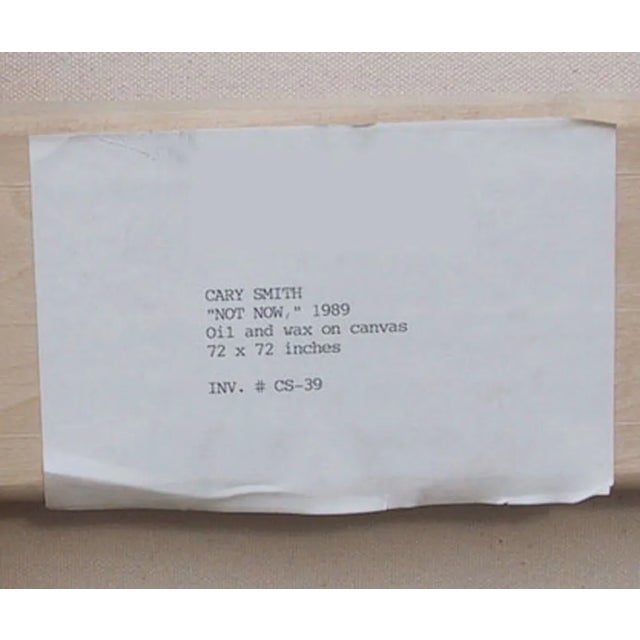 CARY SMITH
"NOT NOW," 1989
Oil and wax on canvas
72 x 72 inches
INV. # CS-39